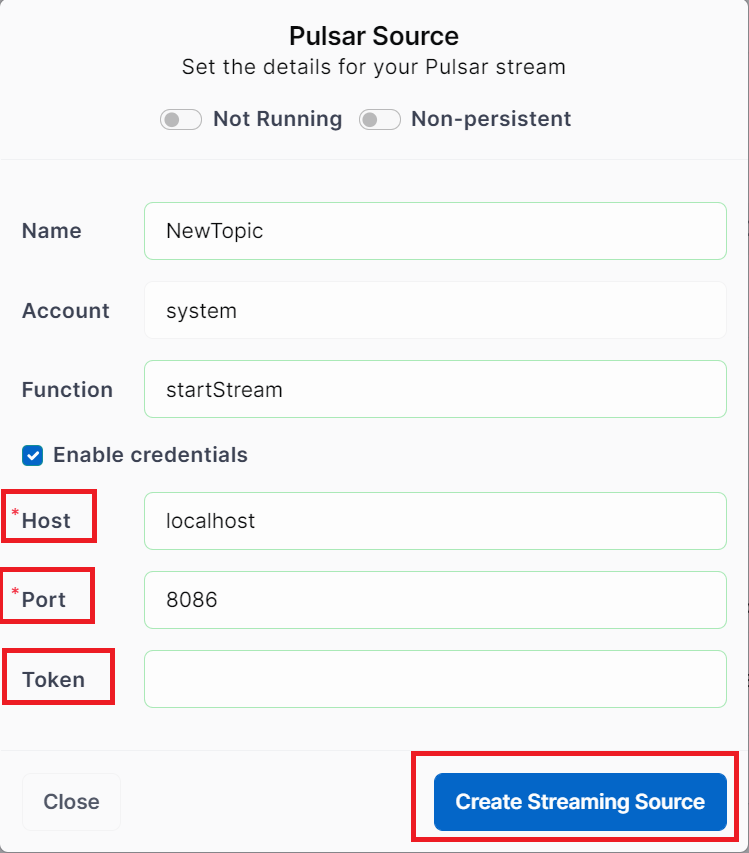 Pulsar Source
Set the details for your Pulsar stream
Not Running Non-persistent
Name NewTopic
Account system
Function startStream
Enable credentials
*Host localhost
*Port 8086
Token
Close Create Streaming Source